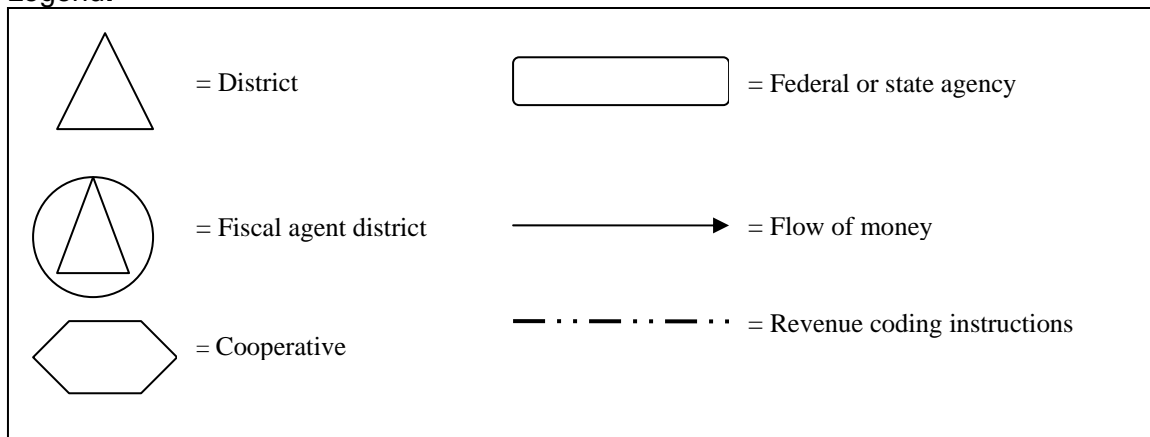 Legend:
= District
= Federal or state agency
= Fiscal agent district
= Flow of money
= Cooperative
= Revenue coding instructions